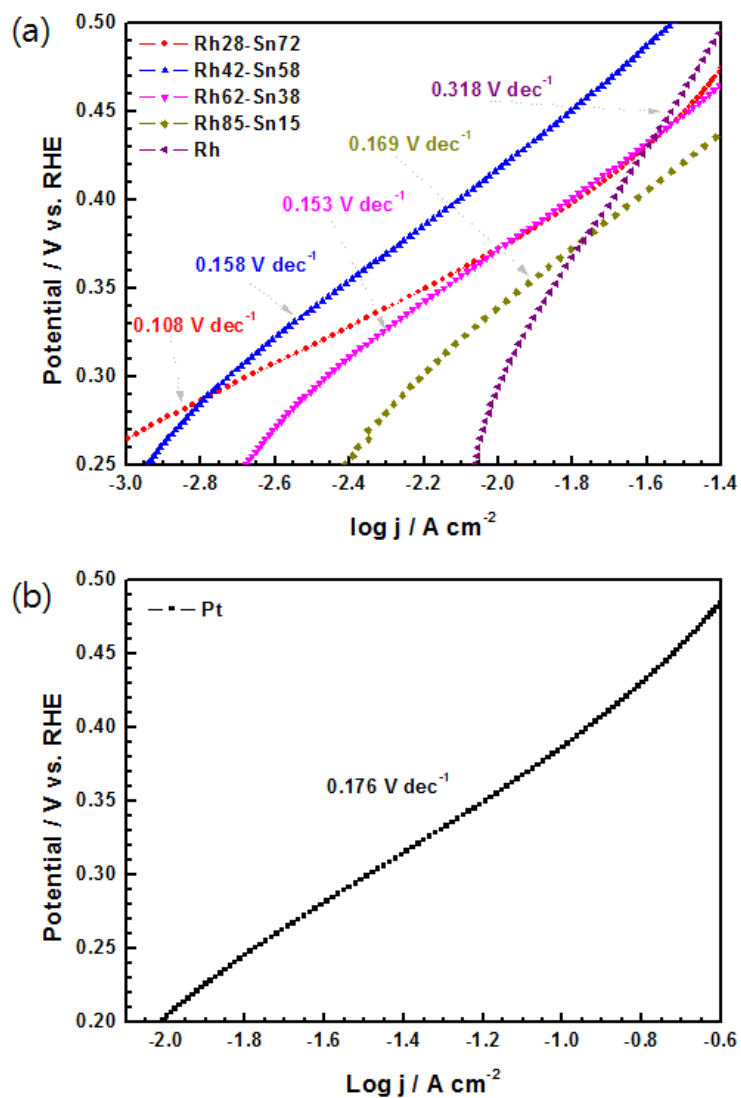 (a)
0.50
0.45
0.40
0.35
0.30
0.25
Potential / V vs. RHE
Rh28-Sn72
Rh42-Sn58
Rh62-Sn38
Rh85-Sn15
Rh
0.318 V dec⁻¹
0.169 V dec⁻¹
0.153 V dec⁻¹
0.158 V dec⁻¹
0.108 V dec⁻¹
-3.0 -2.8 -2.6 -2.4 -2.2 -2.0 -1.8 -1.6 -1.4
log j / A cm⁻²
(b)
0.50
0.45
0.40
0.35
0.30
0.25
0.20
Potential / V vs. RHE
Pt
0.176 V dec⁻¹
-2.0 -1.8 -1.6 -1.4 -1.2 -1.0 -0.8 -0.6
Log j / A cm⁻²